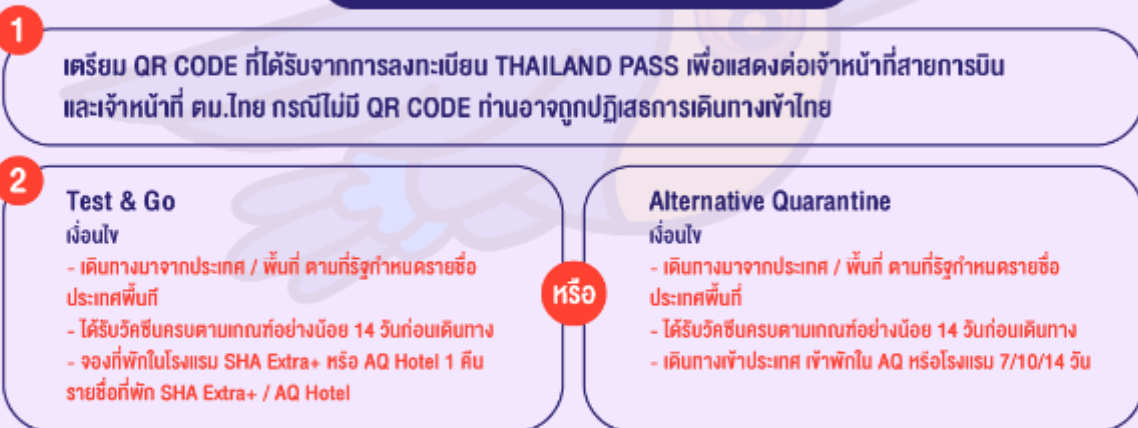 1
เตรียม QR CODE ที่ได้รับจากการลงทะเบียน THAILAND PASS เพื่อแสดงต่อเจ้าหน้าที่สายการบิน
และเจ้าหน้าที่ ตม.ไทย กรณีไม่มี QR CODE ท่านอาจถูกปฏิเสธการเดินทางเข้าไทย
2
Test & Go
เงื่อนไข
- เดินทางมาจากประเทศ / พื้นที่ ตามที่รัฐกำหนดรายชื่อ
ประเทศพื้นที่
- ได้รับวัคซีนครบตามเกณฑ์อย่างน้อย 14 วันก่อนเดินทาง
- จองที่พักในโรงแรม SHA Extra+ หรือ AQ Hotel 1 คืน
รายชื่อที่พัก SHA Extra+ / AQ Hotel
หรือ
Alternative Quarantine
เงื่อนไข
- เดินทางมาจากประเทศ / พื้นที่ ตามที่รัฐกำหนดรายชื่อ
ประเทศพื้นที่
- ได้รับวัคซีนครบตามเกณฑ์อย่างน้อย 14 วันก่อนเดินทาง
- เดินทางเข้าประเทศ เข้าพักใน AQ หรือโรงแรม 7/10/14 วัน